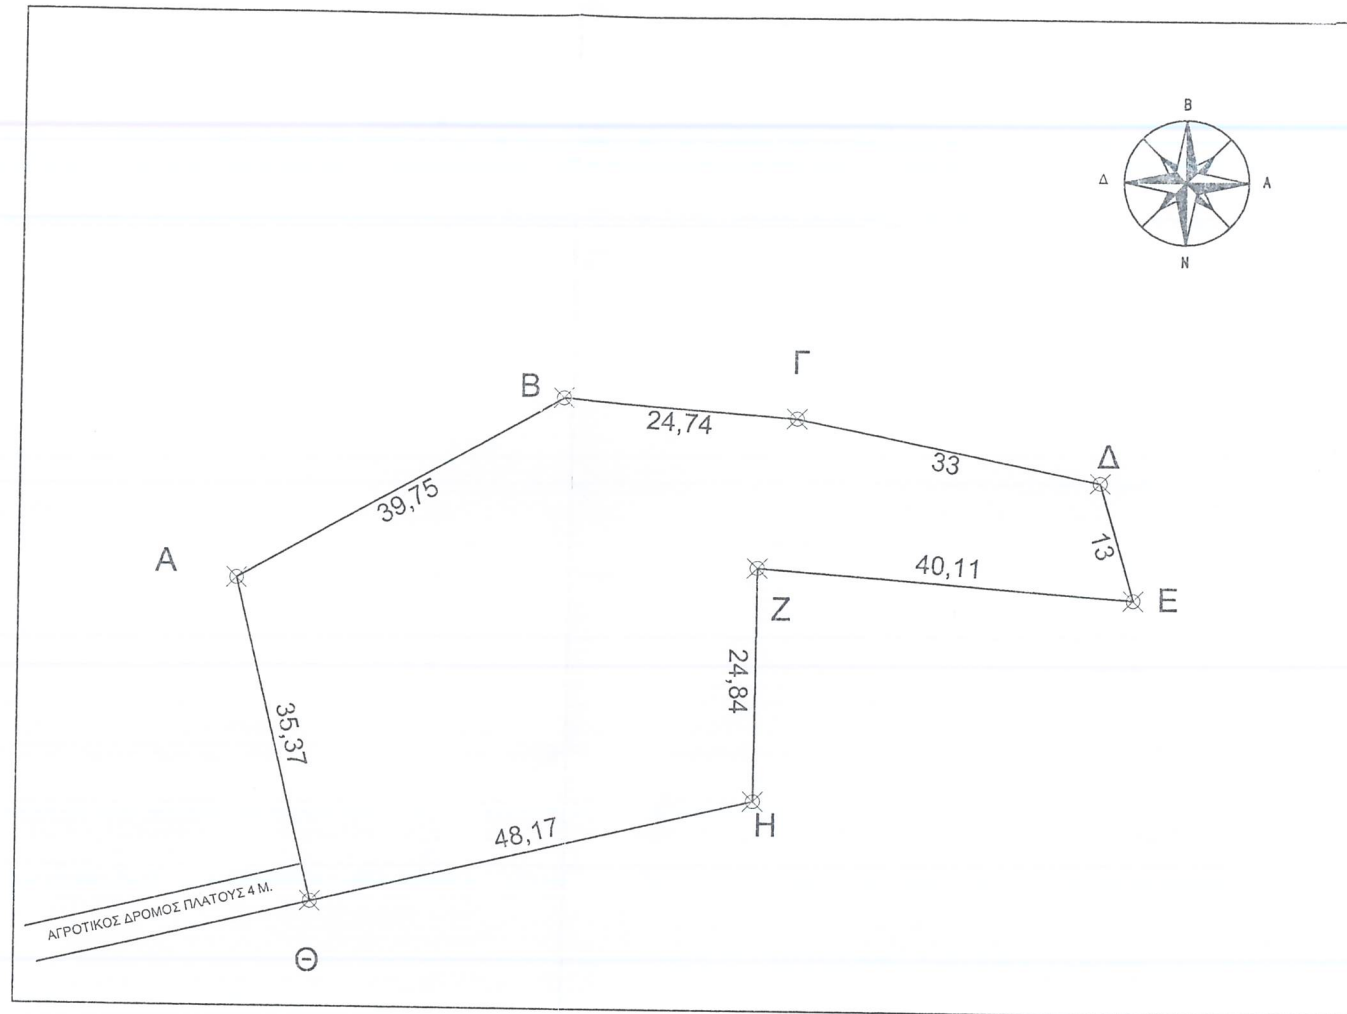 Β
Δ
Α
Ν
Γ
Β
24,74
33
Δ
39,75
Α
13
40,11
Ε
Ζ
24,84
35,37
48,17
Η
ΑΓΡΟΤΙΚΟΣ ΔΡΟΜΟΣ ΠΛΑΤΟΥΣ 4 Μ.
Θ